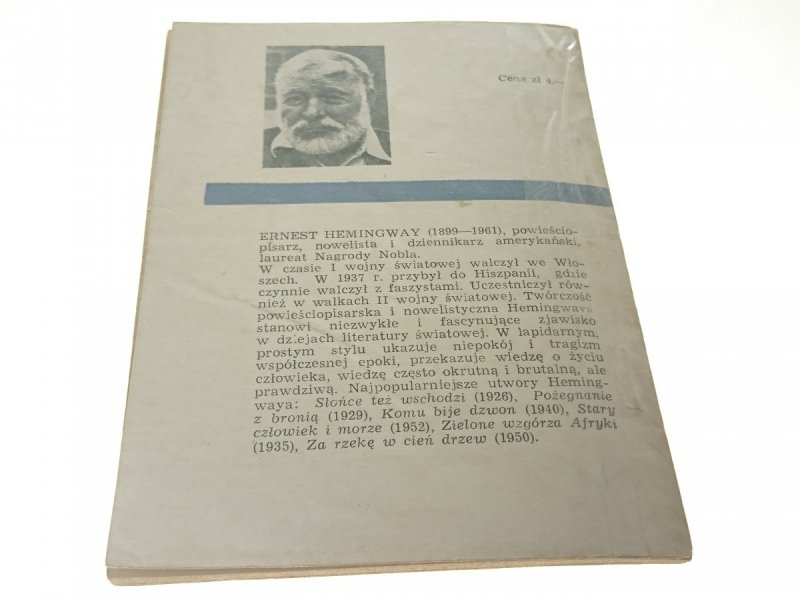 Cena zł 4.—
ERNEST HEMINGWAY (1899—1961), powieścio-
pisarz, nowelista i dziennikarz amerykański,
laureat Nagrody Nobla.
W czasie I wojny światowej walczył we Wło-
szech. W 1937 r. przybył do Hiszpanii, gdzie
czynnie walczył z faszystami. Uczestniczył rów-
nież w walkach II wojny światowej. Twórczość
powieściopisarska i nowelistyczna Hemingwaya
stanowi niezwykłe i fascynujące zjawisko
w dziejach literatury światowej. W lapidarnym,
prostym stylu ukazuje niepokój i tragizm
współczesnej epoki, przekazuje wiedzę o życiu
człowieka, wiedzę często okrutną i brutalną, ale
prawdziwą. Najpopularniejsze utwory Heming-
waya: Słońce też wschodzi (1926), Pożegnanie
z bronią (1929), Komu bije dzwon (1940), Stary
człowiek i morze (1952), Zielone wzgórza Afryki
(1935), Za rzekę w cień drzew (1950).